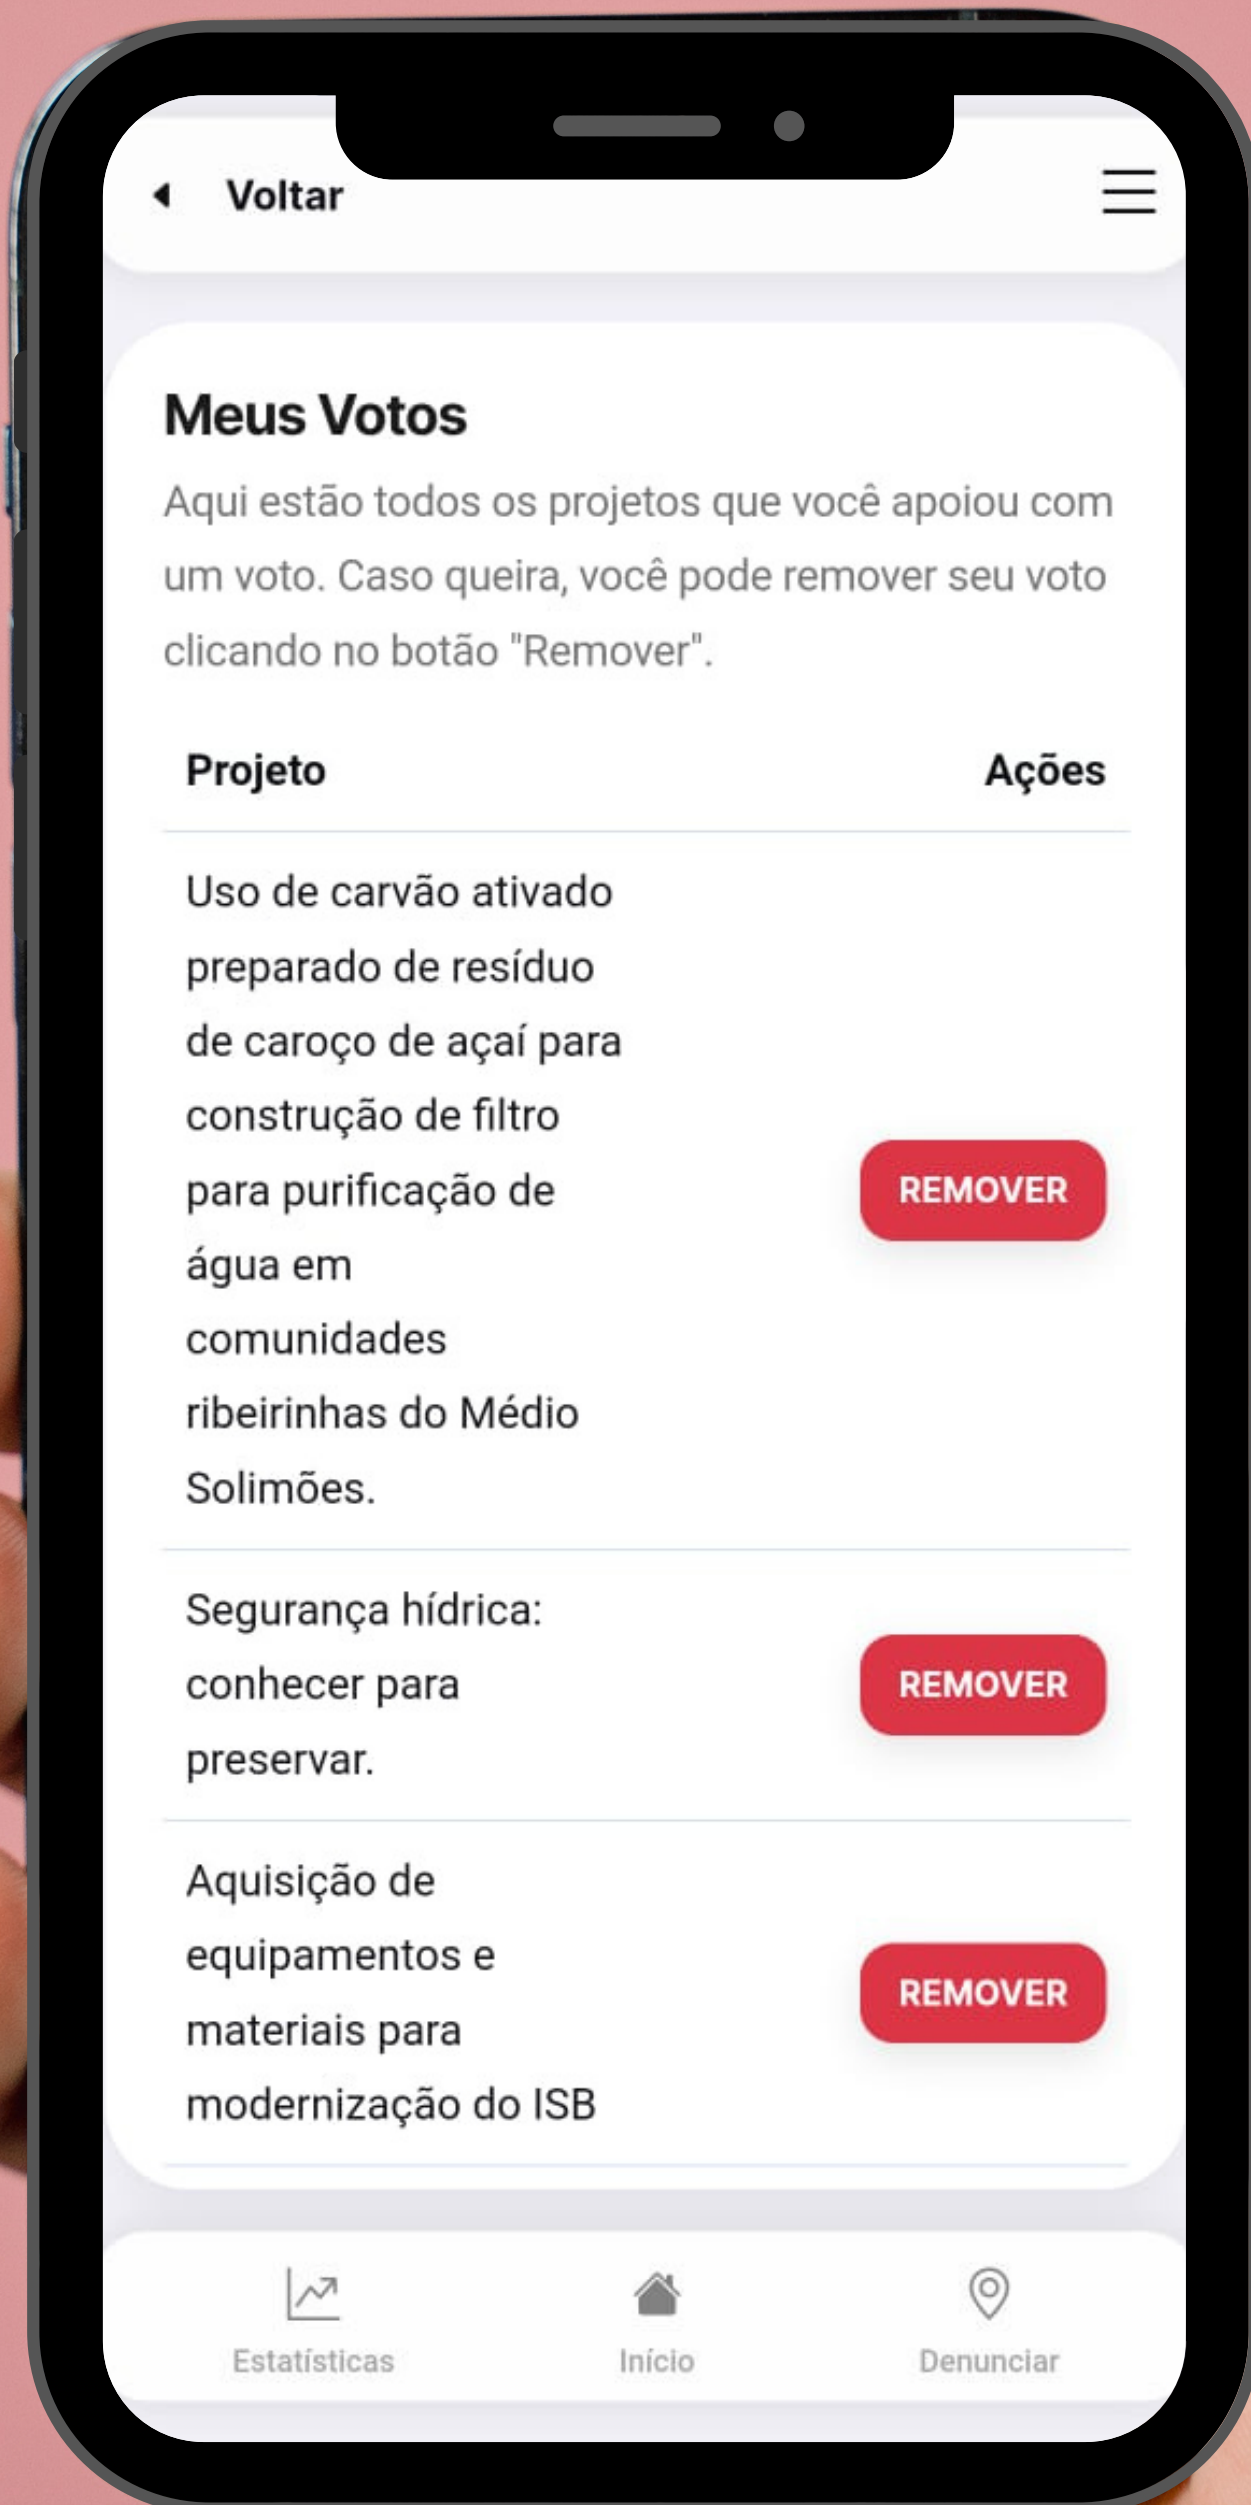 Voltar
Meus Votos
Aqui estão todos os projetos que você apoiou com
um voto. Caso queira, você pode remover seu voto
clicando no botão "Remover".
Projeto Ações
Uso de carvão ativado
preparado de resíduo
de caroço de açaí para
construção de filtro
para purificação de
água em
comunidades
ribeirinhas do Médio
Solimões.
REMOVER
Segurança hídrica:
conhecer para
preservar.
REMOVER
Aquisição de
equipamentos e
materiais para
modernização do ISB
REMOVER
Estatísticas Início Denunciar